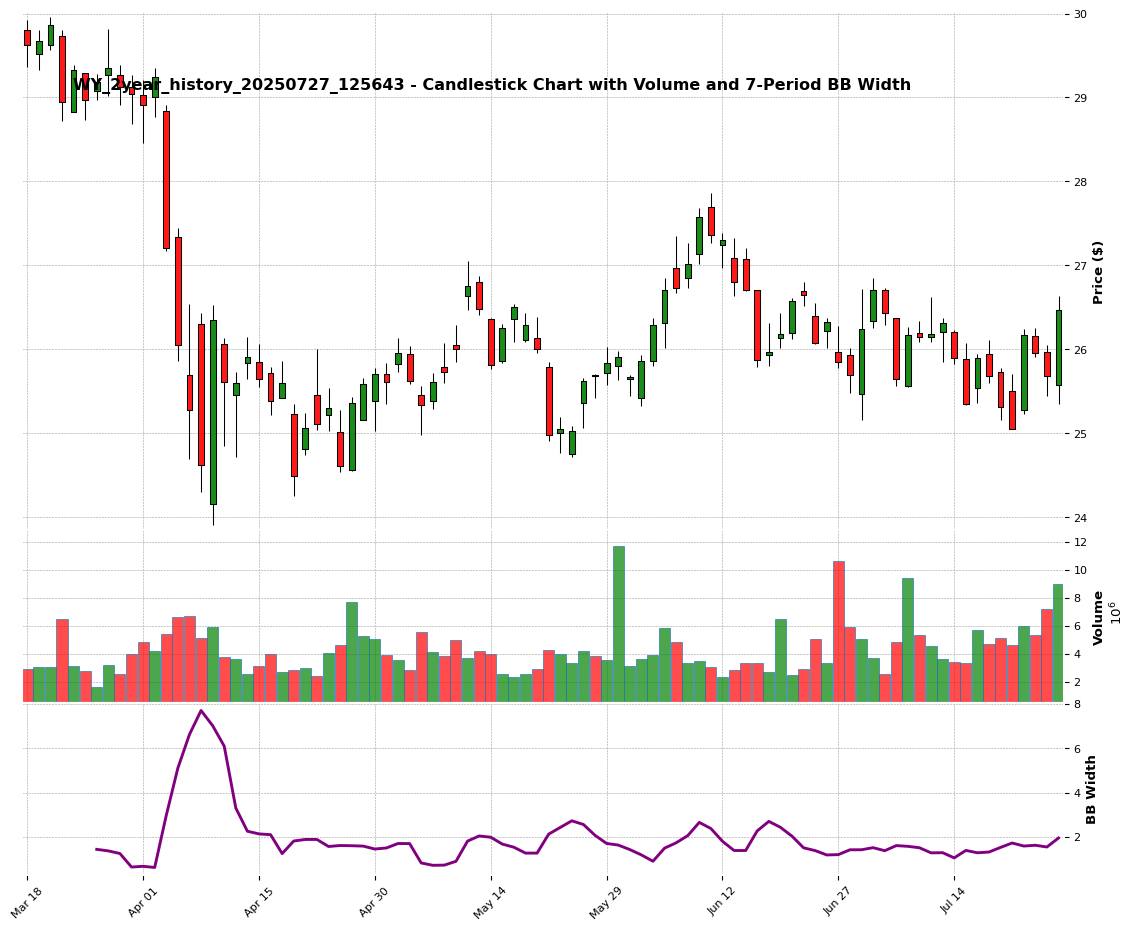 WY_2year_history_20250727_125643 - Candlestick Chart with Volume and 7-Period BB Width
30
29
28
27
26
25
24
Price ($)
12
10
8
6
4
2
Volume
10^6
8
6
4
2
BB Width
Mar 18
Apr 01
Apr 15
Apr 30
May 14
May 29
Jun 12
Jun 27
Jul 14